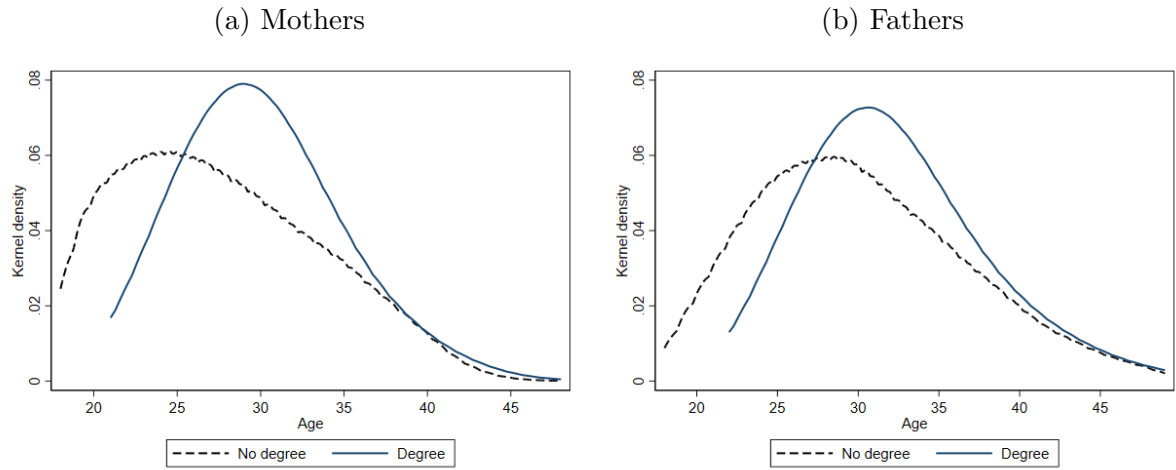 (a) Mothers
Kernel density
0 .02 .04 .06 .08
20 25 30 35 40 45
Age
No degree Degree
(b) Fathers
Kernel density
0 .02 .04 .06 .08
20 25 30 35 40 45
Age
No degree Degree